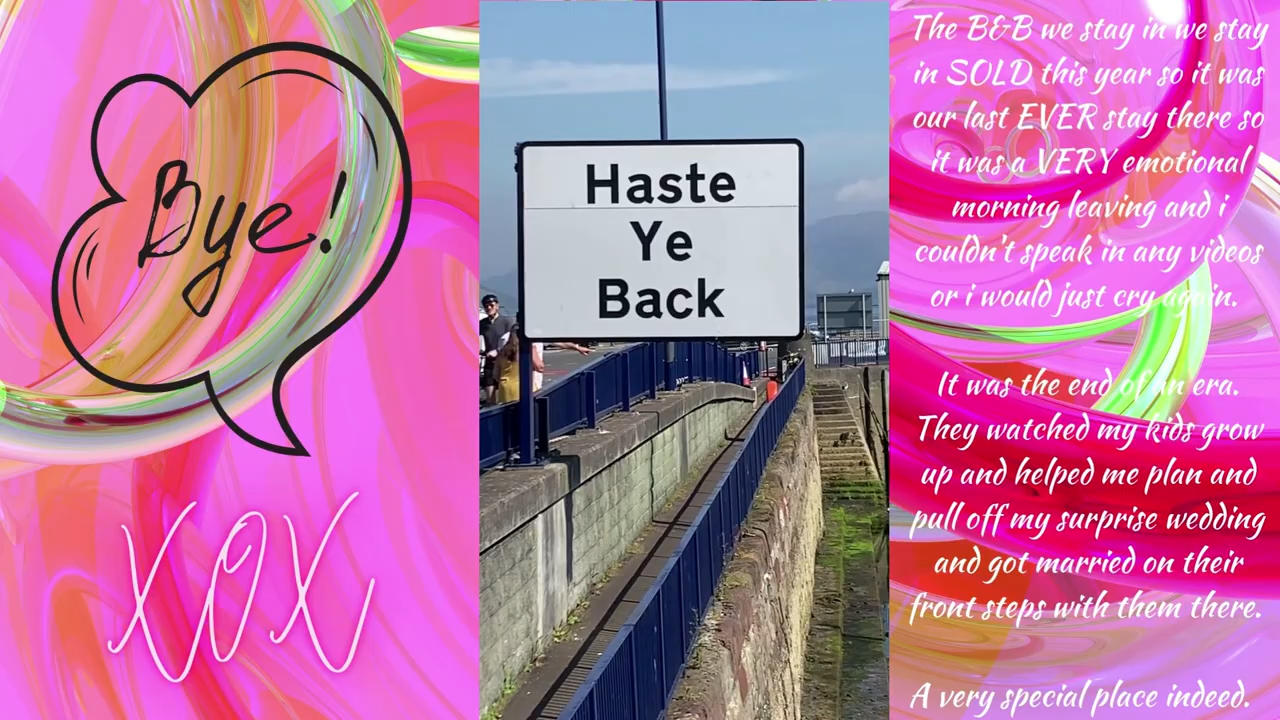 Bye!
XOX
Haste
Ye
Back
The B&B we stay in we stay
in SOLD this year so it was
our last EVER stay there so
it was a VERY emotional
morning leaving and i
couldn't speak in any videos
or i would just cry again.
It was the end of an era.
They watched my kids grow
up and helped me plan and
pull off my surprise wedding
and got married on their
front steps with them there.
A very special place indeed.